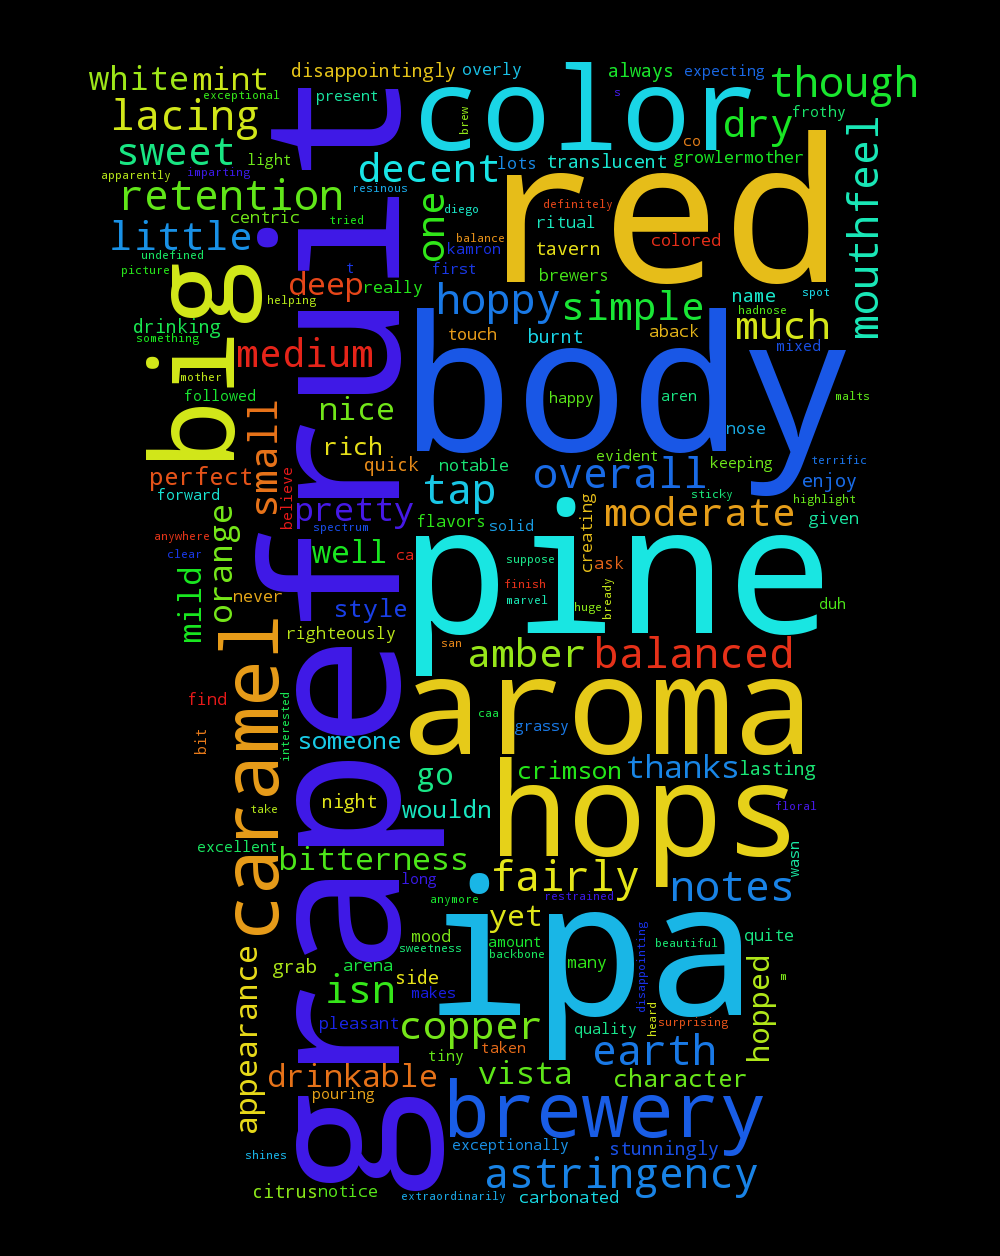 disappointingly overly always expecting
white mint though
exceptional present s
lacing color dry frothy
brew
sweet co
light decent lots translucent growlermother
apparently imparting resinous red mouthfeel
retention one diego definitely
centric tried ritual
little kamron balance tavern colored
undefined
picture t first brewers
big deep really
helping hoppy simple name spot
drinking hadnose much
something touch burnt aback mixed
medium
mother body
followed happy aren malts
nice
small rich nose
quick notable evident keeping terrific
perfect overall enjoy
forward believe tap sticky highlight
pretty flavors solid creating moderate given
spectrum
anywhere orange
clear well ca suppose ask
pine
mild never style finish marvel huge bready duh
righteously
san
caramel amber balanced
find aroma
bit interested caa grassy
someone
go crimson thanks lasting
take night wouldn hops floral
excellent wasn
bitterness
long fairly
anymore restrained notes
yet ipa
mood amount quite
sweetness backbone beautiful
grab arena side many disappointing hopped m
appearance isn makes
heard surprising
pleasant copper quality
tiny taken earth
drinkable vista character
pouring brewery
exceptionally stunningly
shines astringency
citrus notice extraordinarily carbonated
grapefruit